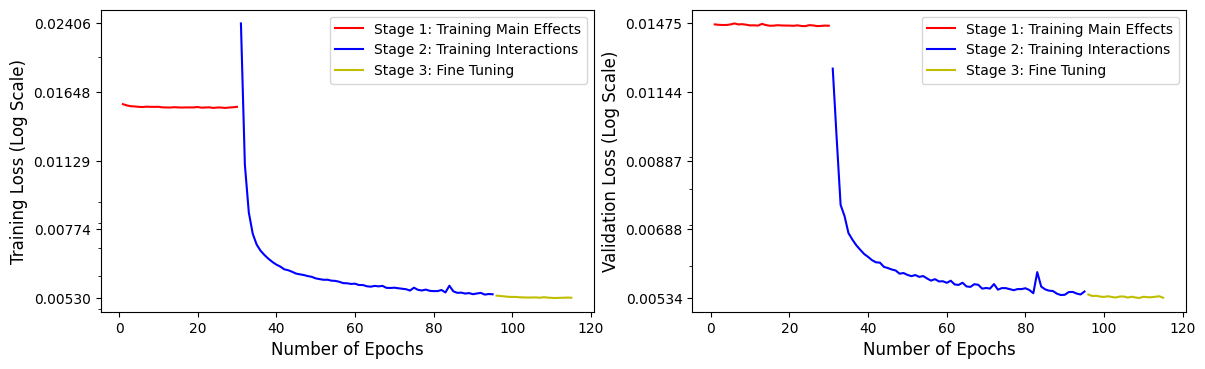 Training Loss (Log Scale)
0.02406
0.01648
0.01129
0.00774
0.00530
Stage 1: Training Main Effects
Stage 2: Training Interactions
Stage 3: Fine Tuning
0 20 40 60 80 100 120
Number of Epochs
Validation Loss (Log Scale)
0.01475
0.01144
0.00887
0.00688
0.00534
Stage 1: Training Main Effects
Stage 2: Training Interactions
Stage 3: Fine Tuning
0 20 40 60 80 100 120
Number of Epochs